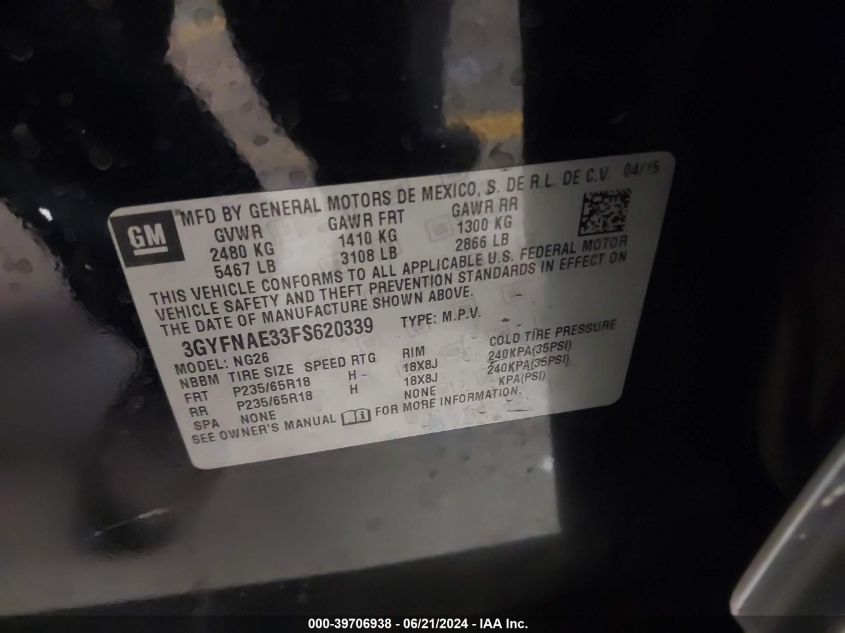 GM
MFD BY GENERAL MOTORS DE MEXICO, S. DE R.L. DE C.V. 04/15
GVWR GAWR FRT GAWR RR
2480 KG 1410 KG 1300 KG
5467 LB 3108 LB 2866 LB
THIS VEHICLE CONFORMS TO ALL APPLICABLE U.S. FEDERAL MOTOR
VEHICLE SAFETY AND THEFT PREVENTION STANDARDS IN EFFECT ON
THE DATE OF MANUFACTURE SHOWN ABOVE.
3GYFNAE33FS620339 TYPE: M.P.V.
MODEL: NG26
NBBM TIRE SIZE SPEED RTG RIM COLD TIRE PRESSURE
FRT P235/65R18 H 18X8J 240KPA(35PSI)
RR P235/65R18 H 18X8J 240KPA(35PSI)
SPA NONE NONE KPA(PSI)
SEE OWNER'S MANUAL FOR MORE INFORMATION.
000-39706938 - 06/21/2024 - IAA Inc.